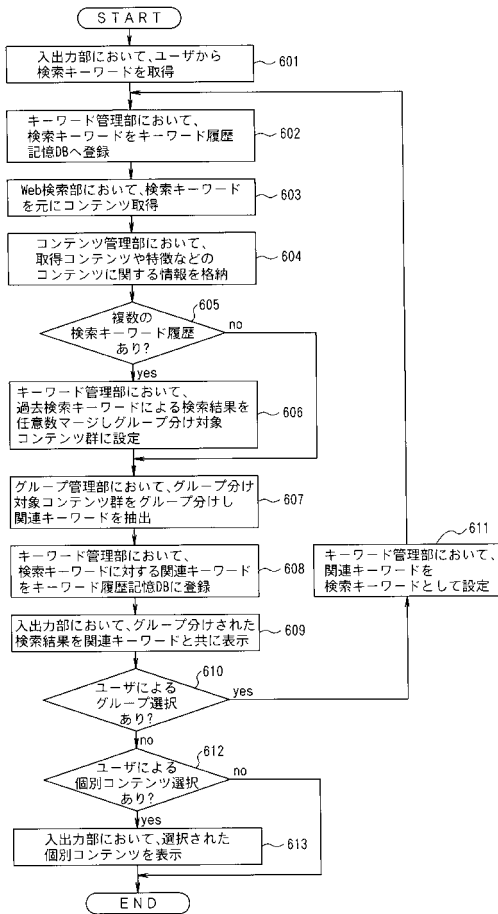 START
入出力部において、ユーザから
検索キーワードを取得
601
キーワード管理部において、
検索キーワードをキーワード履歴
記憶DBへ登録
602
Web検索部において、検索キーワード
を元にコンテンツ取得
603
コンテンツ管理部において、
取得コンテンツや特徴などの
コンテンツに関する情報を格納
604
605
複数の
検索キーワード履歴
あり?
no
yes
キーワード管理部において、
過去検索キーワードによる検索結果を
任意数マージしグループ分け対象
コンテンツ群に設定
606
グループ管理部において、グループ分け
対象コンテンツ群をグループ分けし
関連キーワードを抽出
607
キーワード管理部において、
検索キーワードに対する関連キーワード
をキーワード履歴記憶DBに登録
608
入出力部において、グループ分けされた
検索結果を関連キーワードと共に表示
609
610
ユーザによる
グループ選択
あり?
yes
no
611
キーワード管理部において、
関連キーワードを
検索キーワードとして設定
612
ユーザによる
個別コンテンツ選択
あり?
no
yes
入出力部において、選択された
個別コンテンツを表示
613
END